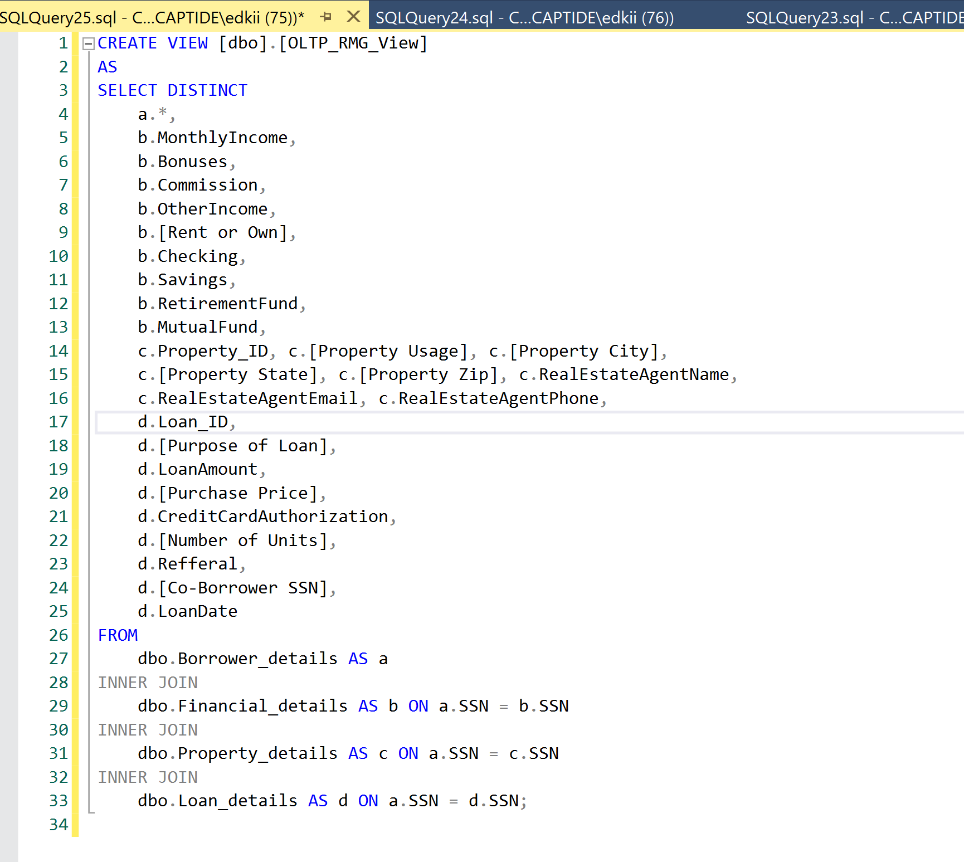 SQLQuery25.sql - C...CAPTIDE\edkii (75))* SQLQuery24.sql - C...CAPTIDE\edkii (76)) SQLQuery23.sql - C...CAPTIDE
1 CREATE VIEW [dbo].[OLTP_RMG_View]
2 AS
3 SELECT DISTINCT
4 a.*,
5 b.MonthlyIncome,
6 b.Bonuses,
7 b.Commission,
8 b.OtherIncome,
9 b.[Rent or Own],
10 b.Checking,
11 b.Savings,
12 b.RetirementFund,
13 b.MutualFund,
14 c.Property_ID, c.[Property Usage], c.[Property City],
15 c.[Property State], c.[Property Zip], c.RealEstateAgentName,
16 c.RealEstateAgentEmail, c.RealEstateAgentPhone,
17 d.Loan_ID,
18 d.[Purpose of Loan],
19 d.LoanAmount,
20 d.[Purchase Price],
21 d.CreditCardAuthorization,
22 d.[Number of Units],
23 d.Refferal,
24 d.[Co-Borrower SSN],
25 d.LoanDate
26 FROM
27 dbo.Borrower_details AS a
28 INNER JOIN
29 dbo.Financial_details AS b ON a.SSN = b.SSN
30 INNER JOIN
31 dbo.Property_details AS c ON a.SSN = c.SSN
32 INNER JOIN
33 dbo.Loan_details AS d ON a.SSN = d.SSN;
34